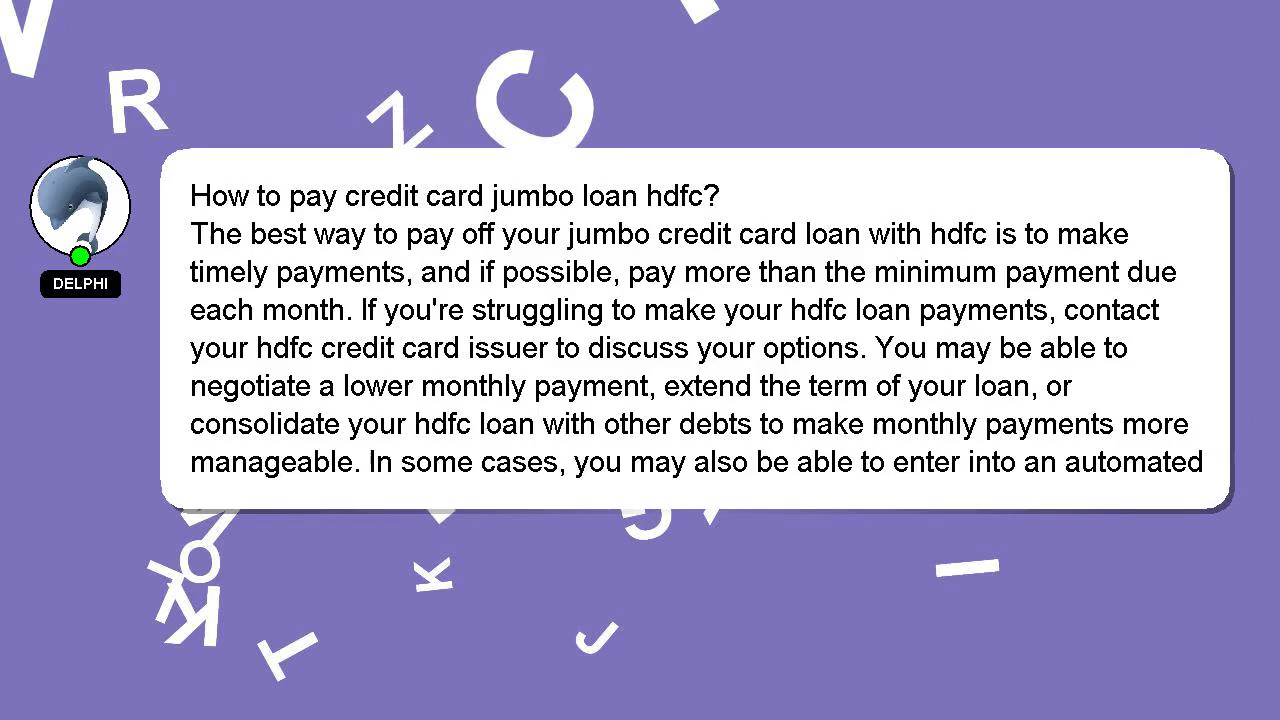 V
R
Z
C
DELPHI
How to pay credit card jumbo loan hdfc?
The best way to pay off your jumbo credit card loan with hdfc is to make
timely payments, and if possible, pay more than the minimum payment due
each month. If you're struggling to make your hdfc loan payments, contact
your hdfc credit card issuer to discuss your options. You may be able to
negotiate a lower monthly payment, extend the term of your loan, or
consolidate your hdfc loan with other debts to make monthly payments more
manageable. In some cases, you may also be able to enter into an automated
O
G
K
I
K
T
J